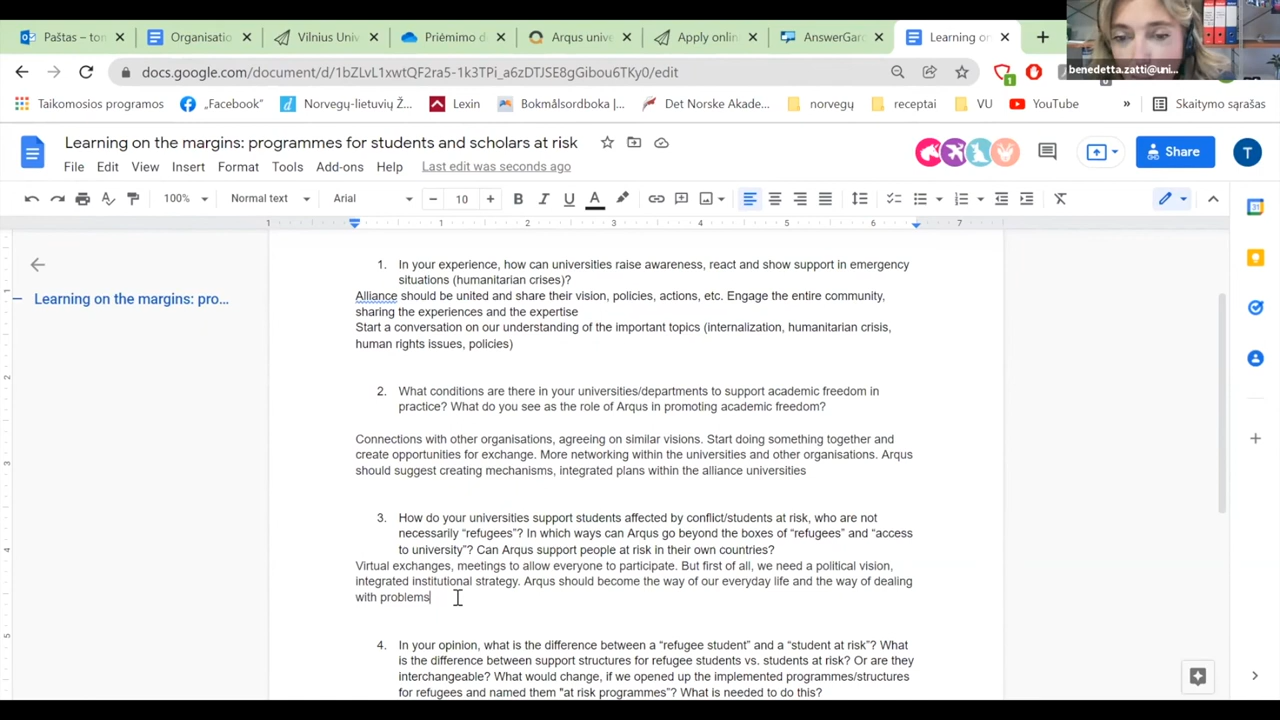 Paštas – ton
Organisatio
Vilnius Univ
Priėmimo d
Arqus unive
Apply onlin
AnswerGard
Learning on
benedetta.zatti@uni...
docs.google.com/document/d/1bZLvL1xwtQF2ra5-1k3TPi_a6zDTJSE8gGibou6TKy0/edit
1
Taikomosios programos
„Facebook“
Norvegų-lietuvių Ž...
Lexin
Bokmålsordboka |...
Det Norske Akade...
norvegų
receptai
VU
YouTube
»
Skaitymo sąrašas
Learning on the margins: programmes for students and scholars at risk
File Edit View Insert Format Tools Add-ons Help Last edit was seconds ago
Share
T
100% Normal text Arial 10 B I U A
1 1 2 3 4 5 6 7
Learning on the margins: pro...
1. In your experience, how can universities raise awareness, react and show support in emergency
situations (humanitarian crises)?
Alliance should be united and share their vision, policies, actions, etc. Engage the entire community,
sharing the experiences and the expertise
Start a conversation on our understanding of the important topics (internalization, humanitarian crisis,
human rights issues, policies)
2. What conditions are there in your universities/departments to support academic freedom in
practice? What do you see as the role of Arqus in promoting academic freedom?
Connections with other organisations, agreeing on similar visions. Start doing something together and
create opportunities for exchange. More networking within the universities and other organisations. Arqus
should suggest creating mechanisms, integrated plans within the alliance universities
3. How do your universities support students affected by conflict/students at risk, who are not
necessarily “refugees”? In which ways can Arqus go beyond the boxes of “refugees” and “access
to university”? Can Arqus support people at risk in their own countries?
Virtual exchanges, meetings to allow everyone to participate. But first of all, we need a political vision,
integrated institutional strategy. Arqus should become the way of our everyday life and the way of dealing
with problems
4. In your opinion, what is the difference between a “refugee student” and a “student at risk”? What
is the difference between support structures for refugee students vs. students at risk? Or are they
interchangeable? What would change, if we opened up the implemented programmes/structures
for refugees and named them "at risk programmes”? What is needed to do this?